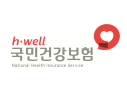 h·well
국민건강보험
National Health Insurance Service